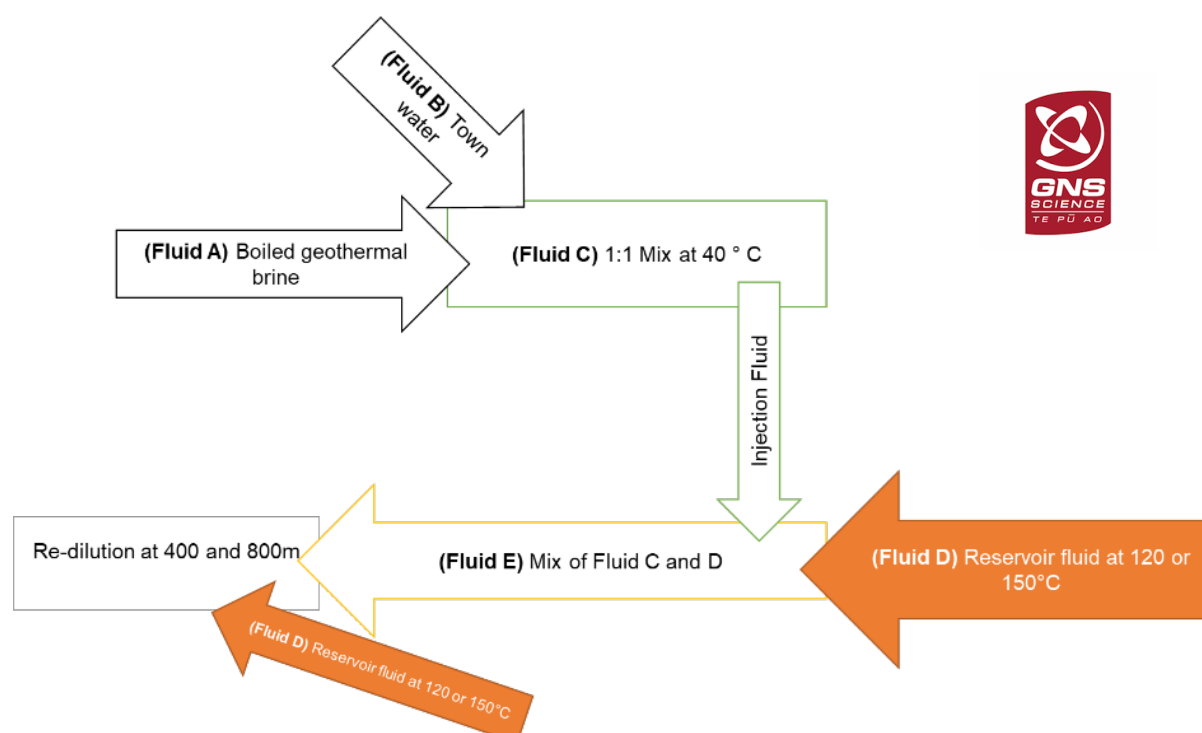 (Fluid B) Town
water
(Fluid A) Boiled geothermal
brine
(Fluid C) 1:1 Mix at 40 ° C
GNS
SCIENCE
TE PŪ AO
Injection Fluid
Re-dilution at 400 and 800m
(Fluid E) Mix of Fluid C and D
(Fluid D) Reservoir fluid at 120 or
150°C
(Fluid D) Reservoir fluid at 120 or 150°C